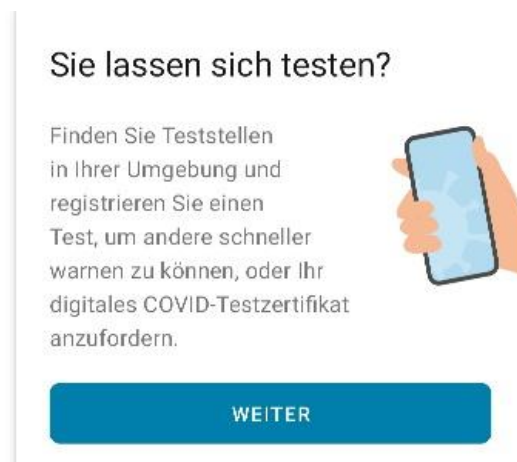 Sie lassen sich testen?
Finden Sie Teststellen
in Ihrer Umgebung und
registrieren Sie einen
Test, um andere schneller
warnen zu können, oder Ihr
digitales COVID-Testzertifikat
anzufordern.
WEITER